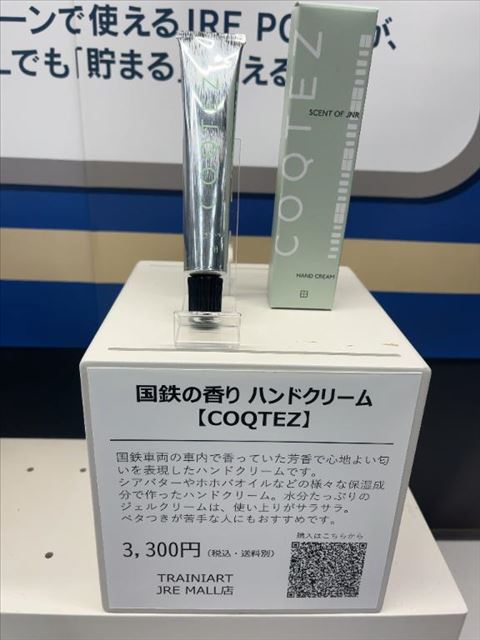 ーンで使えるJRE PO が、
Lでも「貯まる」 える
COQTEZ
COQTEZ
SCENT OF JNR
HAND CREAM
国鉄の香り ハンドクリーム
【COQTEZ】
国鉄車両の車内で香っていた芳香で心地よい匂
いを表現したハンドクリームです。
シアバターやホホバオイルなどの様々な保湿成
分で作ったハンドクリーム。水分たっぷりの
ジェルクリームは、使い上がりがサラサラ。
ベタつきが苦手な人にもおすすめです。
購入はこちらから
3,300円（税込・送料別）
TRAINIART
JRE MALL店